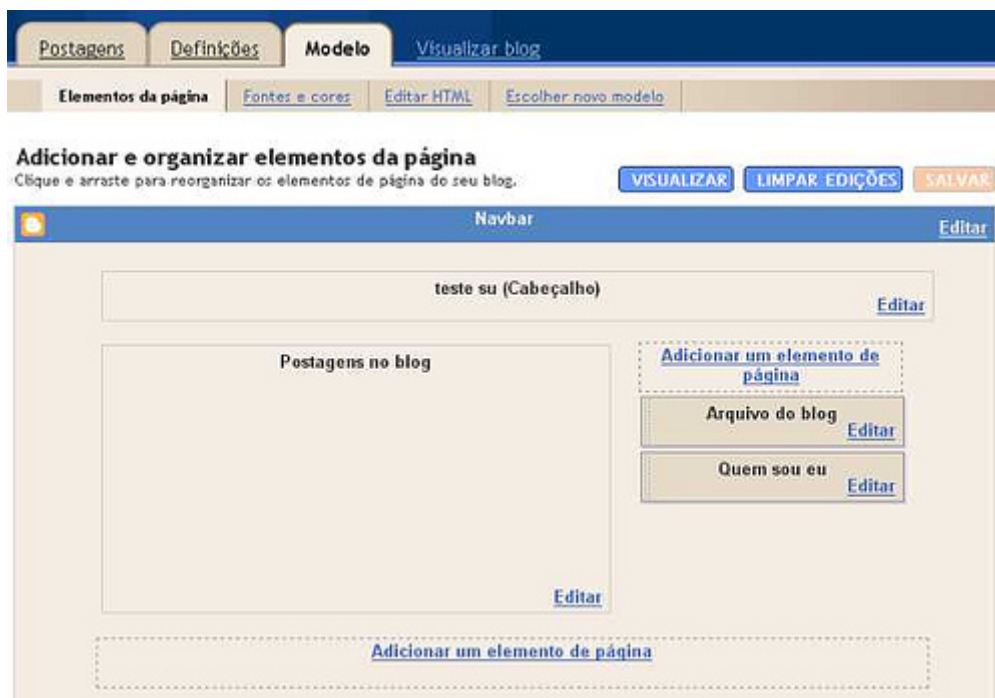 Postagens Definições Modelo Visualizar blog
Elementos da página Fontes e cores Editar HTML Escolher novo modelo
Adicionar e organizar elementos da página
Clique e arraste para reorganizar os elementos de página do seu blog.
VISUALIZAR LIMPAR EDIÇÕES SALVAR
Navbar
Editar
teste su (Cabeçalho)
Editar
Postagens no blog
Editar
Adicionar um elemento de
página
Arquivo do blog
Editar
Quem sou eu
Editar
Adicionar um elemento de página